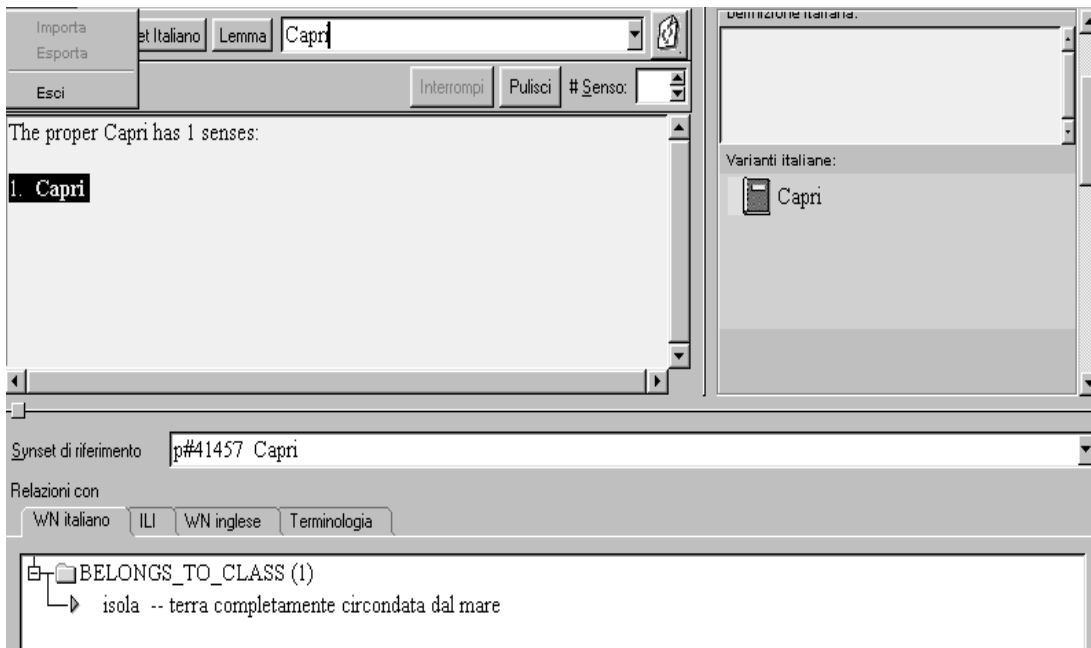 Importa
Esporta
Esci
et Italiano Lemma Capri
Interrompi Pulisci # Senso:
The proper Capri has 1 senses:
1. Capri
Definizione italiana:
Varianti italiane:
Capri
Synset di riferimento p#41457 Capri
Relazioni con
WN italiano ILI WN inglese Terminologia
BELONGS_TO_CLASS (1)
isola -- terra completamente circondata dal mare